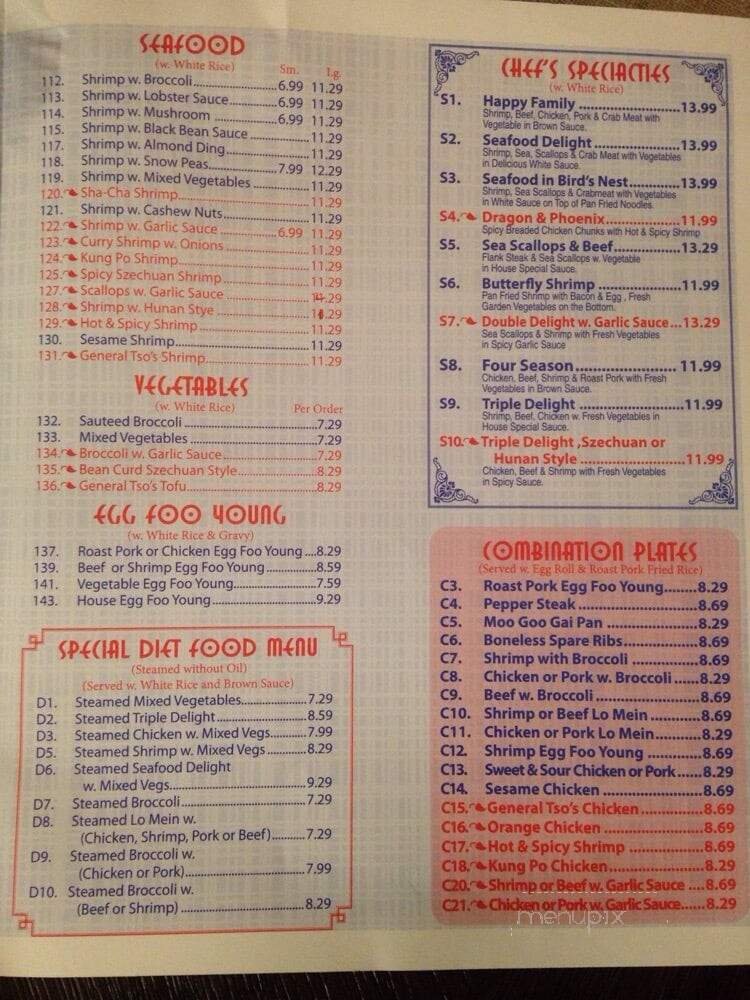 SEAFOOD
(w. White Rice) Sm. Lg.
112. Shrimp w. Broccoli 6.99 11.29
113. Shrimp w. Lobster Sauce 6.99 11.29
114. Shrimp w. Mushroom 6.99 11.29
115. Shrimp w. Black Bean Sauce 11.29
117. Shrimp w. Almond Ding 11.29
118. Shrimp w. Snow Peas 7.99 12.29
119. Shrimp w. Mixed Vegetables 11.29
120. Sha-Cha Shrimp 11.29
121. Shrimp w. Cashew Nuts 11.29
122. Shrimp w. Garlic Sauce 6.99 11.29
123. Curry Shrimp w. Onions 11.29
124. Kung Po Shrimp 11.29
125. Spicy Szechuan Shrimp 11.29
127. Scallops w. Garlic Sauce
128. Shrimp w. Hunan Stye
129. Hot & Spicy Shrimp 11.29
130. Sesame Shrimp 11.29
131. General Tso's Shrimp 11.29
VEGETABLES
(w. White Rice) Per Order
132. Sauteed Broccoli 7.29
133. Mixed Vegetables 7.29
134. Broccoli w. Garlic Sauce 7.29
135. Bean Curd Szechuan Style 8.29
136. General Tso's Tofu 8.29
EGG FOO YOUNG
(w. White Rice & Gravy)
137. Roast Pork or Chicken Egg Foo Young 8.29
139. Beef or Shrimp Egg Foo Young 8.59
141. Vegetable Egg Foo Young 7.59
143. House Egg Foo Young 9.29
SPECIAL DIET FOOD MENU
(Steamed without Oil)
(Served w. White Rice and Brown Sauce)
D1. Steamed Mixed Vegetables 7.29
D2. Steamed Triple Delight 8.59
D3. Steamed Chicken w. Mixed Vegs 7.99
D5. Steamed Shrimp w. Mixed Vegs 8.29
D6. Steamed Seafood Delight
w. Mixed Vegs 9.29
D7. Steamed Broccoli 7.29
D8. Steamed Lo Mein w.
(Chicken, Shrimp, Pork or Beef) 7.29
D9. Steamed Broccoli w.
(Chicken or Pork) 7.99
D10. Steamed Broccoli w.
(Beef or Shrimp) 8.29
CHEF'S SPECIACTIES
(w. White Rice)
S1. Happy Family 13.99
Shrimp, Beef, Chicken, Pork & Crab Meat with
Vegetable in Brown Sauce.
S2. Seafood Delight 13.99
Shrimp, Sea, Scallops & Crab Meat with Vegetables
in Delicious White Sauce.
S3. Seafood in Bird's Nest 13.99
Shrimp, Sea Scallops & Crabmeat with Vegetables
in White Sauce on Top of Pan Fried Noodles.
S4. Dragon & Phoenix 11.99
Spicy Breaded Chicken Chunks with Hot & Spicy Shrimp
S5. Sea Scallops & Beef 13.29
Flank Steak & Sea Scallops w. Vegetable
in House Special Sauce.
S6. Butterfly Shrimp 11.99
Pan Fried Shrimp with Bacon & Egg , Fresh
Garden Vegetables on the Bottom.
S7. Double Delight w. Garlic Sauce 13.29
Sea Scallops & Shrimp with Fresh Vegetables
in Spicy Garlic Sauce
S8. Four Season 11.99
Chicken, Beef, Shrimp & Roast Pork with Fresh
Vegetables in Brown Sauce.
S9. Triple Delight 11.99
Shrimp, Beef, Chicken w. Fresh Vegetables in
House Special Sauce.
S10. Triple Delight ,Szechuan or
Hunan Style 11.99
Chicken, Beef & Shrimp with Fresh Vegetables
in Spicy Sauce.
COMBINATION PLATES
(Served w. Egg Roll & Roast Pork Fried Rice)
C3. Roast Pork Egg Foo Young 8.29
C4. Pepper Steak 8.69
C5. Moo Goo Gai Pan 8.29
C6. Boneless Spare Ribs 8.69
C7. Shrimp with Broccoli 8.69
C8. Chicken or Pork w. Broccoli 8.29
C9. Beef w. Broccoli 8.69
C10. Shrimp or Beef Lo Mein 8.69
C11. Chicken or Pork Lo Mein 8.29
C12. Shrimp Egg Foo Young 8.69
C13. Sweet & Sour Chicken or Pork 8.29
C14. Sesame Chicken 8.69
C15. General Tso's Chicken 8.69
C16. Orange Chicken 8.69
C17. Hot & Spicy Shrimp 8.69
C18. Kung Po Chicken 8.29
C20. Shrimp or Beef w. Garlic Sauce 8.69
C21. Chicken or Pork w. Garlic Sauce 8.29
menupix